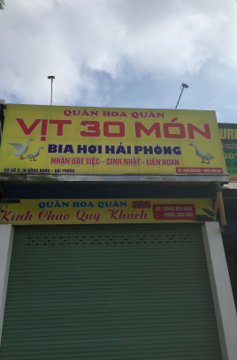 QUÁN HOA QUÂN
VỊT 30 MÓN
BIA HƠI HẢI PHÒNG
NHẬN ĐẶT TIỆC - SINH NHẬT - LIÊN HOAN
QUÁN HOA QUÂN
Kính Chào Quý Khách